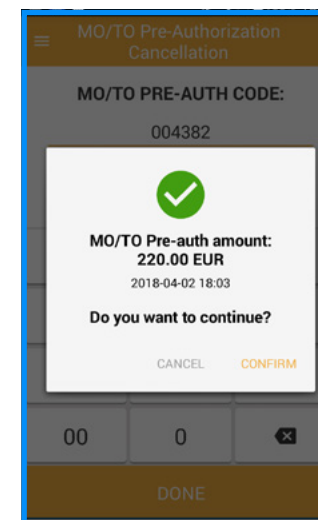 MO/TO Pre-Authorization
Cancellation
MO/TO PRE-AUTH CODE:
004382
MO/TO Pre-auth amount:
220.00 EUR
2018-04-02 18:03
Do you want to continue?
CANCEL CONFIRM
00 0
DONE